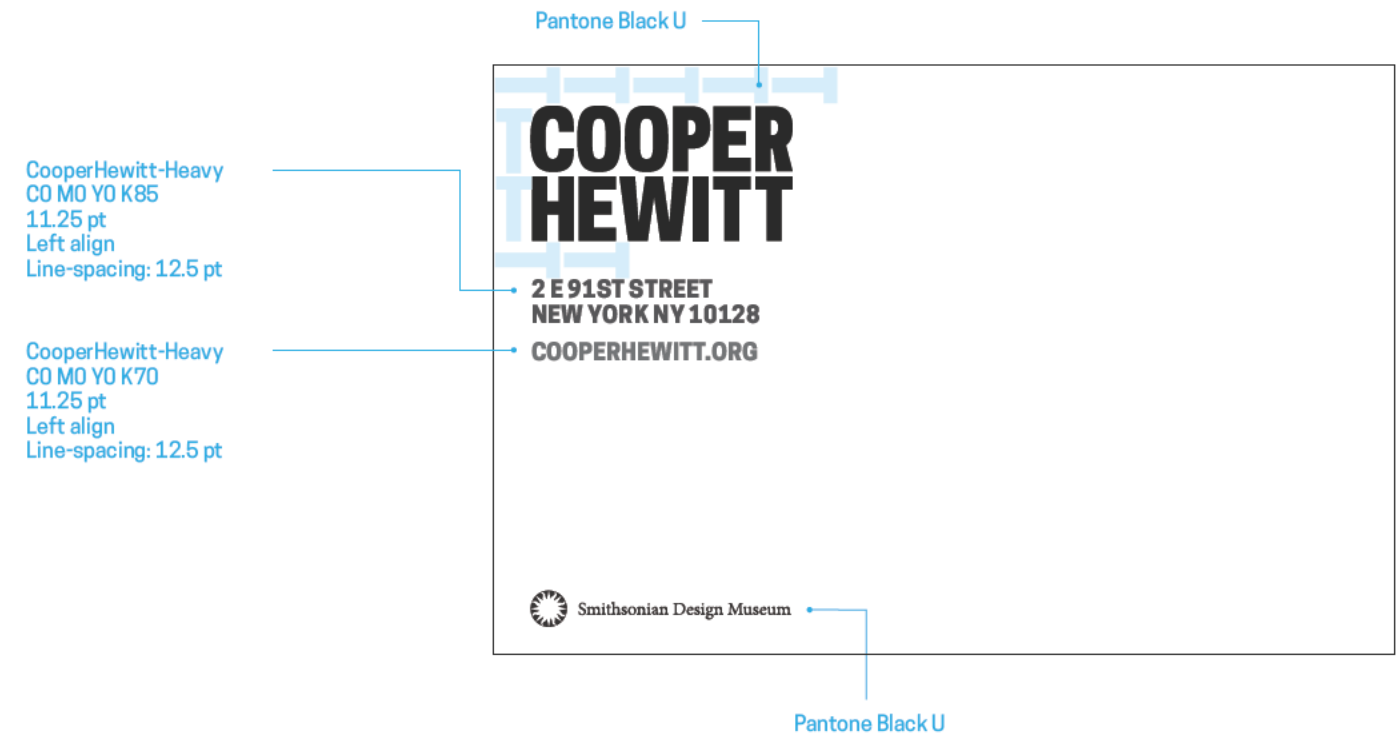 Pantone Black U
COOPER
HEWITT
CooperHewitt-Heavy
C0 M0 Y0 K85
11.25 pt
Left align
Line-spacing: 12.5 pt
2 E 91ST STREET
NEW YORK NY 10128
CooperHewitt-Heavy
C0 M0 Y0 K70
11.25 pt
Left align
Line-spacing: 12.5 pt
COOPERHEWITT.ORG
Smithsonian Design Museum
Pantone Black U